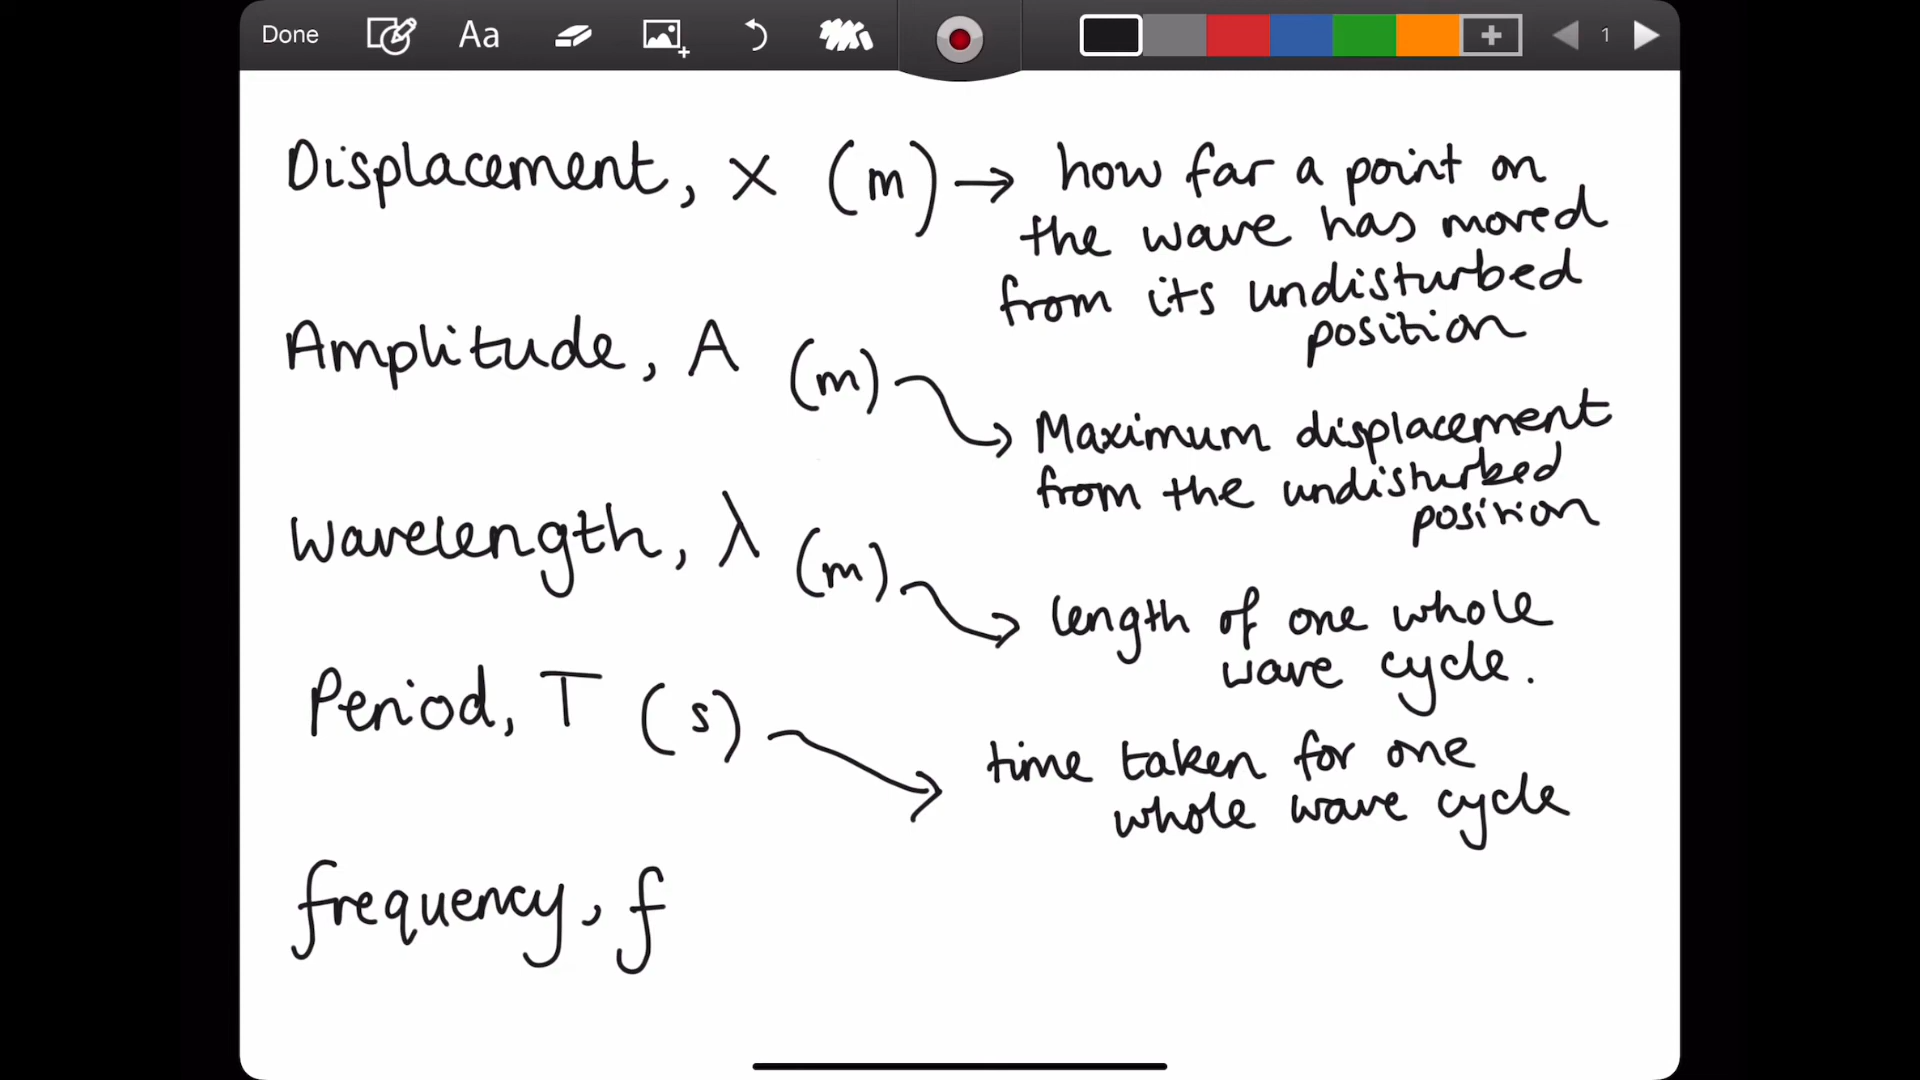 Done
Aa
1
Displacement, x (m) → how far a point on
the wave has moved
from its undisturbed
position
Amplitude, A (m)
Maximum displacement
from the undisturbed
position
Wavelength, λ (m)
length of one whole
wave cycle.
Period, T (s)
time taken for one
whole wave cycle
frequency, f